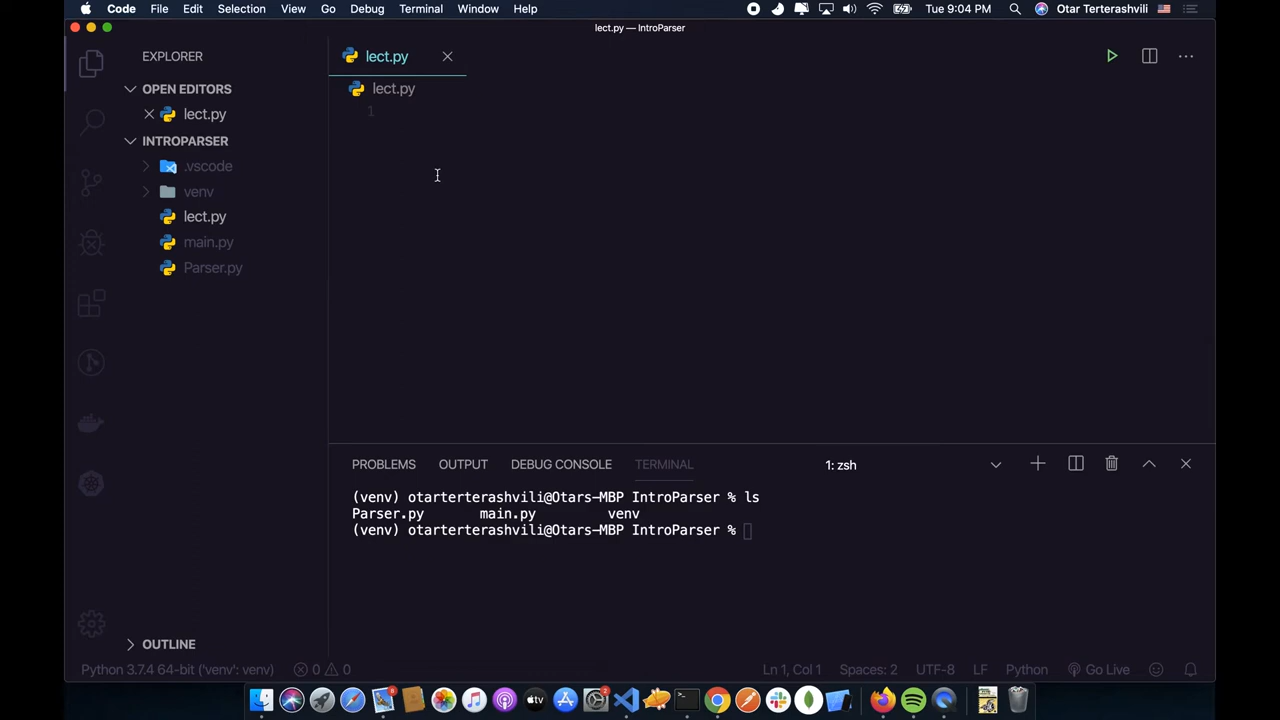 Code File Edit Selection View Go Debug Terminal Window Help Tue 9:04 PM Otar Terterashvili
lect.py — IntroParser
EXPLORER
lect.py
OPEN EDITORS
lect.py
lect.py
1
INTROPARSER
.vscode
venv
lect.py
main.py
Parser.py
PROBLEMS OUTPUT DEBUG CONSOLE TERMINAL 1: zsh
(venv) otarterterashvili@Otars-MBP IntroParser % ls
Parser.py main.py venv
(venv) otarterterashvili@Otars-MBP IntroParser %
OUTLINE
Python 3.7.4 64-bit ('venv': venv) 0 0 Ln 1, Col 1 Spaces: 2 UTF-8 LF Python Go Live